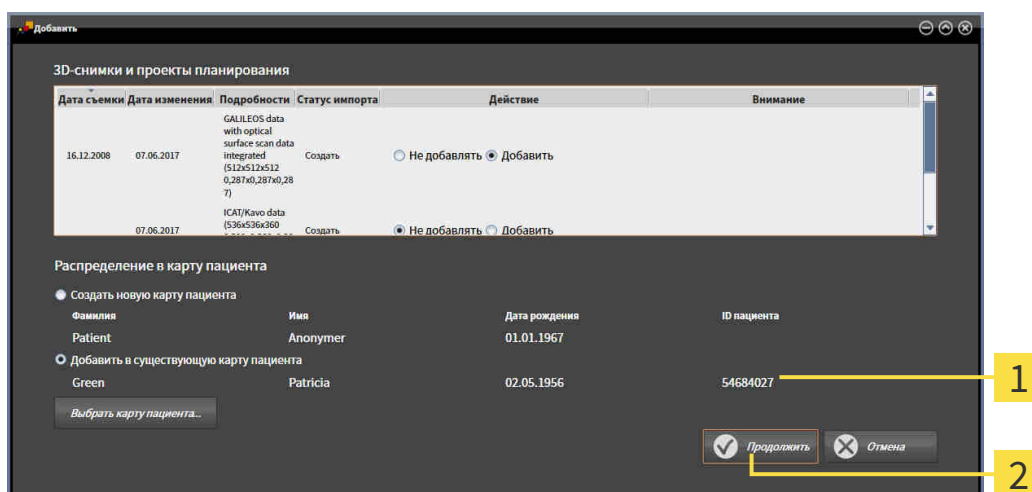 Добавить
3D-снимки и проекты планирования
Дата съемки Дата изменения Подробности Статус импорта Действие Внимание
GALILEOS data
with optical
surface scan data
16.12.2008 07.06.2017 integrated Создать Не добавлять Добавить
(512x512x512
0,287x0,287x0,28
7)
ICAT/Kavo data
07.06.2017 (536x536x360 Создать Не добавлять Добавить
Распределение в карту пациента
Создать новую карту пациента
Фамилия Имя Дата рождения ID пациента
Patient Anonymer 01.01.1967
Добавить в существующую карту пациента
Green Patricia 02.05.1956 54684027
1
Выбрать карту пациента...
Продолжить Отмена
2